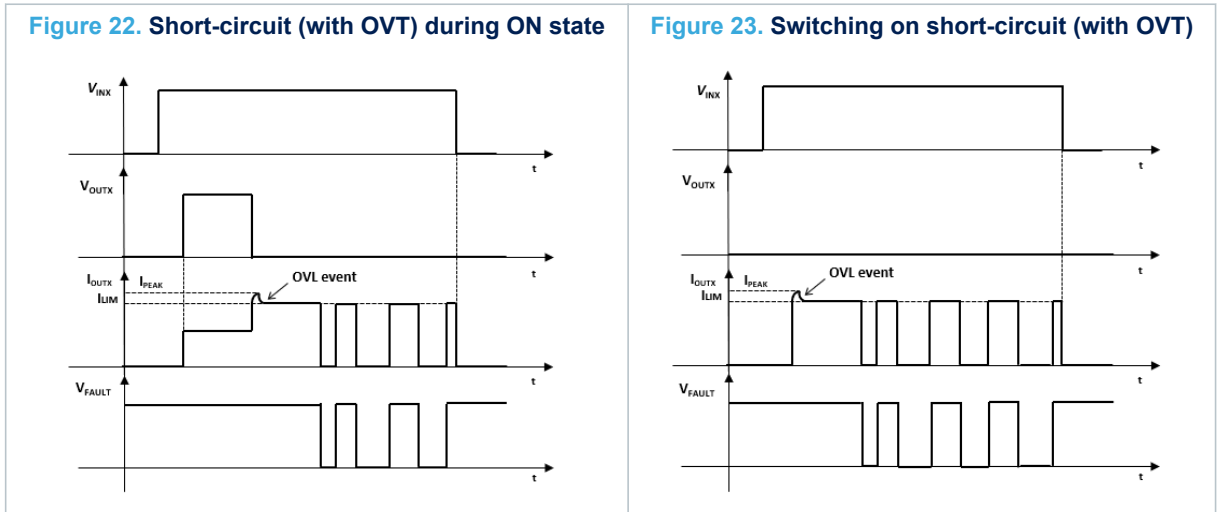 Figure 22. Short-circuit (with OVT) during ON state
VINX
t
VOUTX
t
IOUTX
IPEAK
OVL event
ILIM
t
VFAULT
t
Figure 23. Switching on short-circuit (with OVT)
VINX
t
VOUTX
t
IOUTX
IPEAK
OVL event
ILIM
t
VFAULT
t